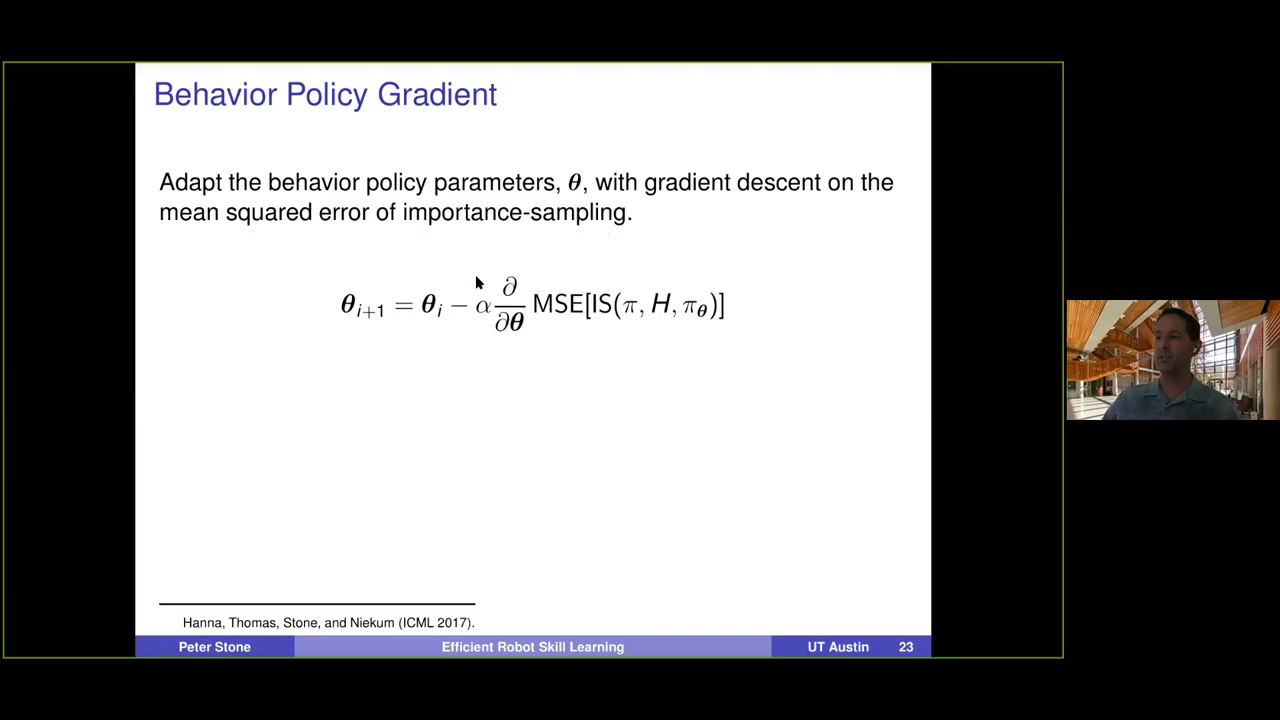 Behavior Policy Gradient
Adapt the behavior policy parameters, θ, with gradient descent on the
mean squared error of importance-sampling.
θ_{i+1} = θ_i − α ∂/∂θ MSE[IS(π, H, π_θ)]
Hanna, Thomas, Stone, and Niekum (ICML 2017).
Peter Stone Efficient Robot Skill Learning UT Austin 23